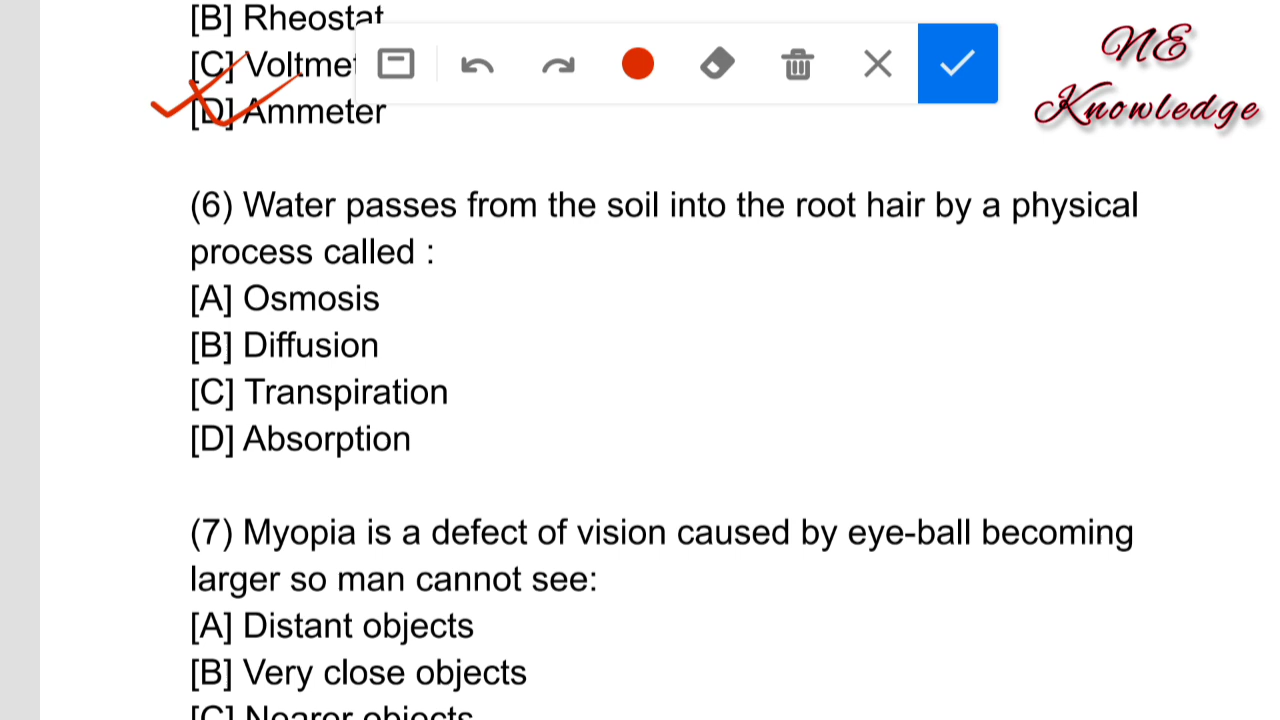 [B] Rheostat
[C] Voltme
[D] Ammeter
NE
Knowledge
(6) Water passes from the soil into the root hair by a physical
process called :
[A] Osmosis
[B] Diffusion
[C] Transpiration
[D] Absorption
(7) Myopia is a defect of vision caused by eye-ball becoming
larger so man cannot see:
[A] Distant objects
[B] Very close objects
[C] Nearer objects